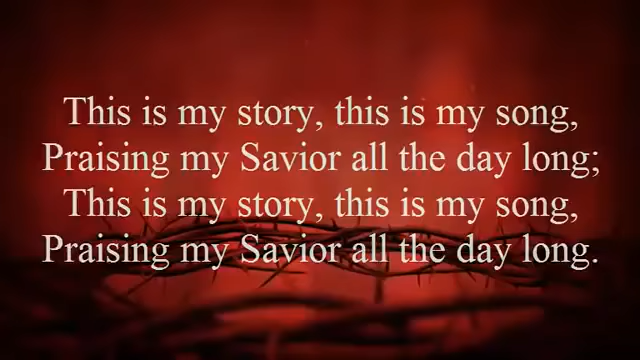 This is my story, this is my song,
Praising my Savior all the day long;
This is my story, this is my song,
Praising my Savior all the day long.